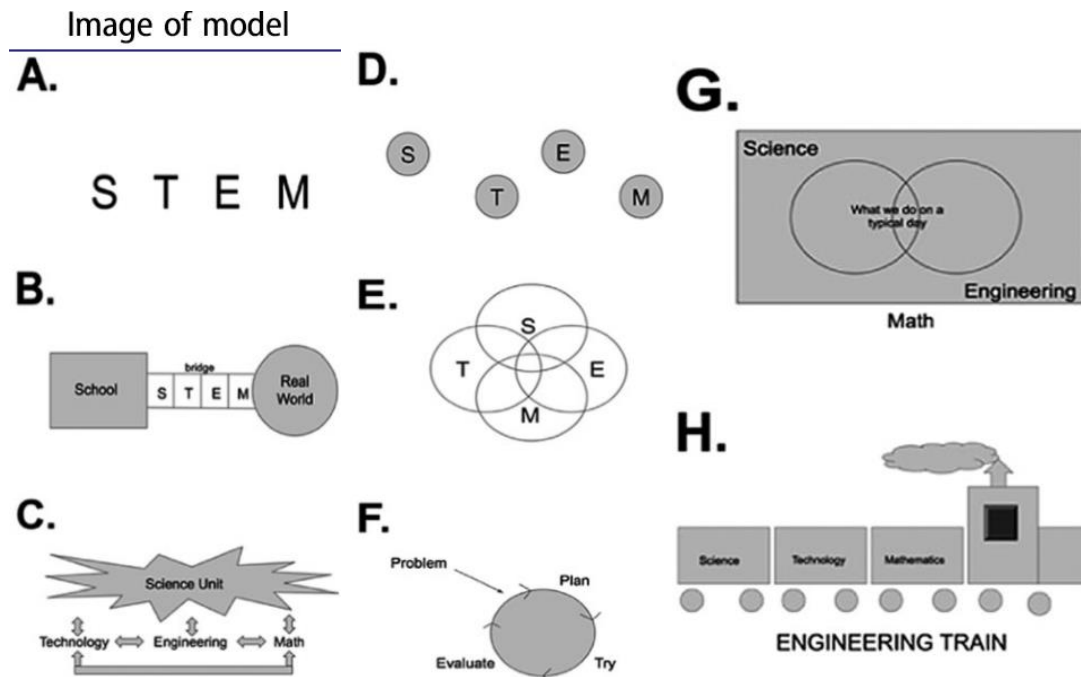 Image of model
A.
S T E M
B.
bridge
School
S T E M
Real
World
C.
Science Unit
Technology
Engineering
Math
D.
S
T
E
M
E.
S
T
E
M
F.
Problem
Plan
Evaluate
Try
G.
Science
What we do on a
typical day
Engineering
Math
H.
Science
Technology
Mathematics
ENGINEERING TRAIN